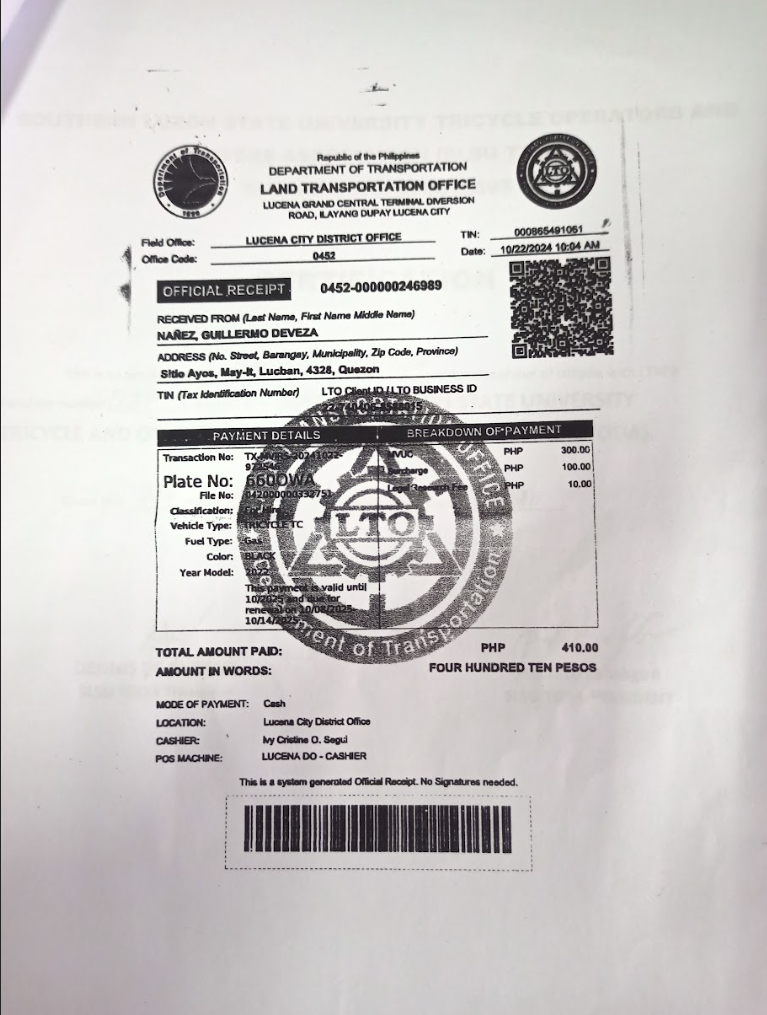 Republic of the Philippines
DEPARTMENT OF TRANSPORTATION
LAND TRANSPORTATION OFFICE
LUCENA GRAND CENTRAL TERMINAL DIVERSION
ROAD, ILAYANG DUPAY LUCENA CITY
Field Office: LUCENA CITY DISTRICT OFFICE
Office Code: 0452
TIN: 000865491061
Date: 10/22/2024 10:04 AM
OFFICIAL RECEIPT 0452-000000246989
RECEIVED FROM (Last Name, First Name Middle Name)
NAÑEZ, GUILLERMO DEVEZA
ADDRESS (No. Street, Barangay, Municipality, Zip Code, Province)
Sitio Ayos, May-it, Lucban, 4328, Quezon
TIN (Tax Identification Number) LTO Client ID / LTO BUSINESS ID
PAYMENT DETAILS BREAKDOWN OF PAYMENT
Transaction No: TX-MVIRS-20241022-
MVUC PHP 300.00
Surcharge PHP 100.00
Legal Research Fee PHP 10.00
Plate No: 660OWA
File No:
Classification: For Hire
Vehicle Type: TRICYCLE TC
Fuel Type: Gas
Color: BLACK
Year Model: 2022
This payment is valid until
10/2025 and due for
renewal on 10/08/2025-
10/14/2025
LTO
Department of Transportation
TOTAL AMOUNT PAID: PHP 410.00
AMOUNT IN WORDS: FOUR HUNDRED TEN PESOS
MODE OF PAYMENT: Cash
LOCATION: Lucena City District Office
CASHIER: Ivy Cristine O. Segui
POS MACHINE: LUCENA DO - CASHIER
This is a system generated Official Receipt. No Signatures needed.